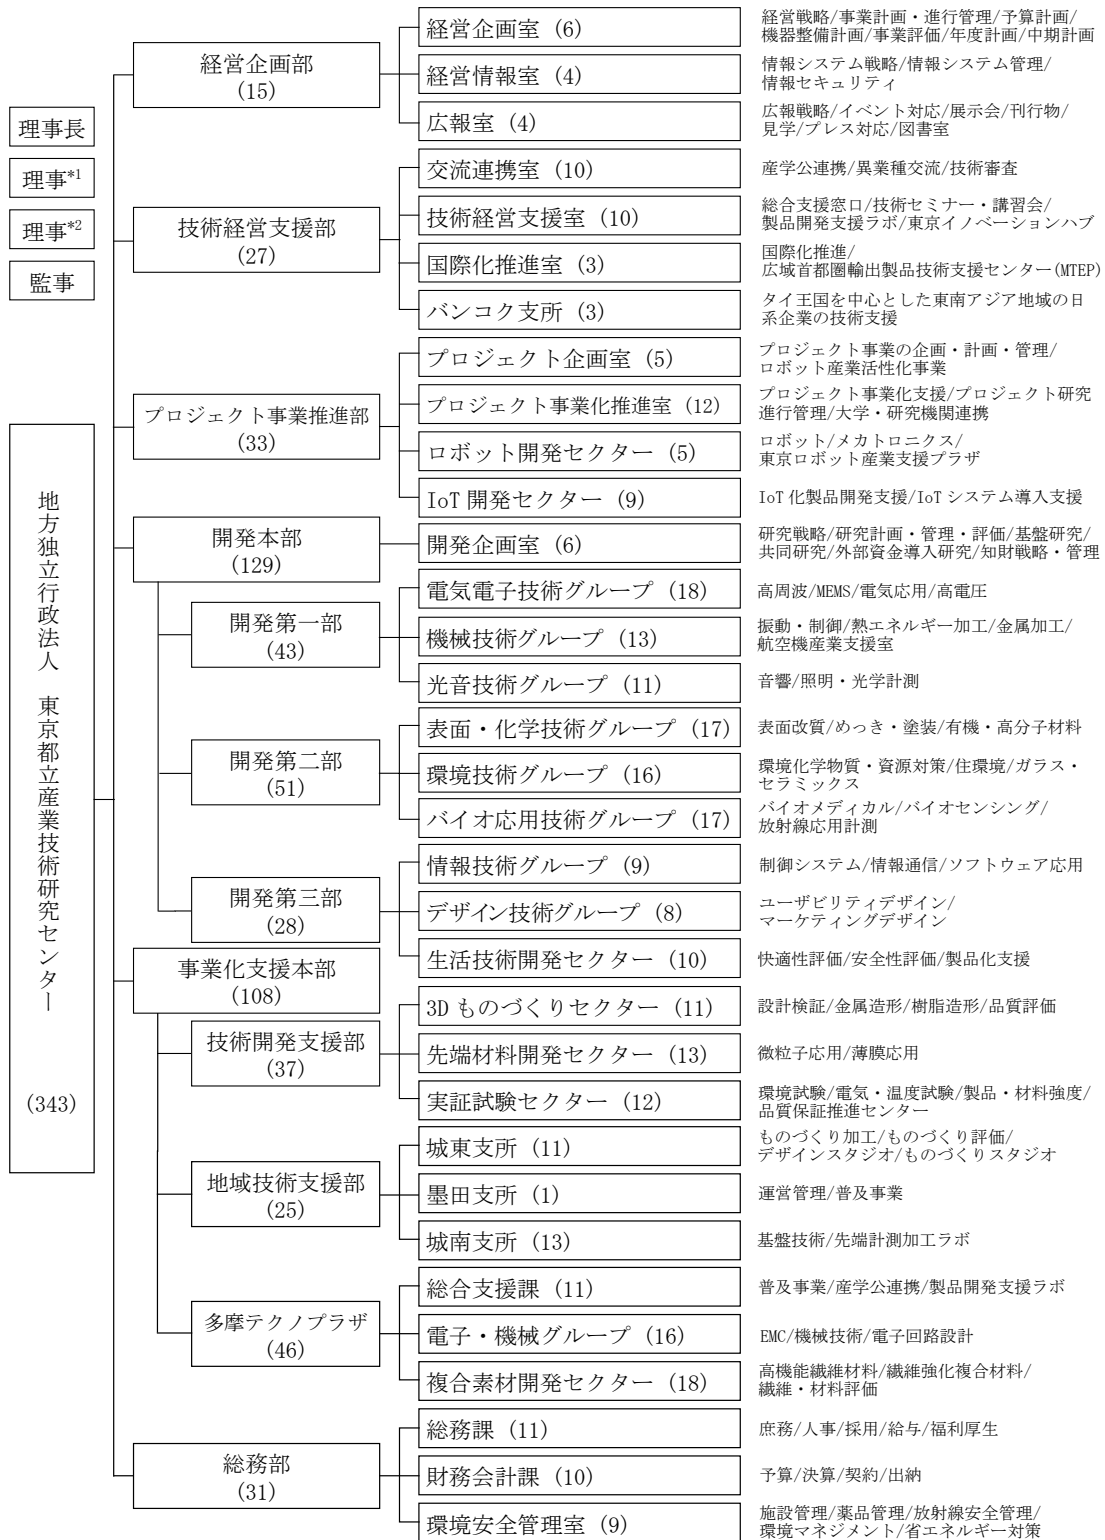 理事長
理事*1
理事*2
監事
地方独立行政法人　東京都立産業技術研究センター
(343)
経営企画部
(15)
経営企画室 (6)
経営戦略/事業計画・進行管理/予算計画/
機器整備計画/事業評価/年度計画/中期計画
経営情報室 (4)
情報システム戦略/情報システム管理/
情報セキュリティ
広報室 (4)
広報戦略/イベント対応/展示会/刊行物/
見学/プレス対応/図書室
技術経営支援部
(27)
交流連携室 (10)
産学公連携/異業種交流/技術審査
技術経営支援室 (10)
総合支援窓口/技術セミナー・講習会/
製品開発支援ラボ/東京イノベーションハブ
国際化推進室 (3)
国際化推進/
広域首都圏輸出製品技術支援センター(MTEP)
バンコク支所 (3)
タイ王国を中心とした東南アジア地域の日
系企業の技術支援
プロジェクト事業推進部
(33)
プロジェクト企画室 (5)
プロジェクト事業の企画・計画・管理/
ロボット産業活性化事業
プロジェクト事業化推進室 (12)
プロジェクト事業化支援/プロジェクト研究
進行管理/大学・研究機関連携
ロボット開発セクター (5)
ロボット/メカトロニクス/
東京ロボット産業支援プラザ
IoT 開発セクター (9)
IoT 化製品開発支援/IoT システム導入支援
開発本部
(129)
開発企画室 (6)
研究戦略/研究計画・管理・評価/基盤研究/
共同研究/外部資金導入研究/知財戦略・管理
開発第一部
(43)
電気電子技術グループ (18)
高周波/MEMS/電気応用/高電圧
機械技術グループ (13)
振動・制御/熱エネルギー加工/金属加工/
航空機産業支援室
光音技術グループ (11)
音響/照明・光学計測
開発第二部
(51)
表面・化学技術グループ (17)
表面改質/めっき・塗装/有機・高分子材料
環境技術グループ (16)
環境化学物質・資源対策/住環境/ガラス・
セラミックス
バイオ応用技術グループ (17)
バイオメディカル/バイオセンシング/
放射線応用計測
開発第三部
(28)
情報技術グループ (9)
制御システム/情報通信/ソフトウェア応用
デザイン技術グループ (8)
ユーザビリティデザイン/
マーケティングデザイン
生活技術開発セクター (10)
快適性評価/安全性評価/製品化支援
事業化支援本部
(108)
技術開発支援部
(37)
3D ものづくりセクター (11)
設計検証/金属造形/樹脂造形/品質評価
先端材料開発セクター (13)
微粒子応用/薄膜応用
実証試験セクター (12)
環境試験/電気・温度試験/製品・材料強度/
品質保証推進センター
地域技術支援部
(25)
城東支所 (11)
ものづくり加工/ものづくり評価/
デザインスタジオ/ものづくりスタジオ
墨田支所 (1)
運営管理/普及事業
城南支所 (13)
基盤技術/先端計測加工ラボ
多摩テクノプラザ
(46)
総合支援課 (11)
普及事業/産学公連携/製品開発支援ラボ
電子・機械グループ (16)
EMC/機械技術/電子回路設計
複合素材開発セクター (18)
高機能繊維材料/繊維強化複合材料/
繊維・材料評価
総務部
(31)
総務課 (11)
庶務/人事/採用/給与/福利厚生
財務会計課 (10)
予算/決算/契約/出納
環境安全管理室 (9)
施設管理/薬品管理/放射線安全管理/
環境マネジメント/省エネルギー対策